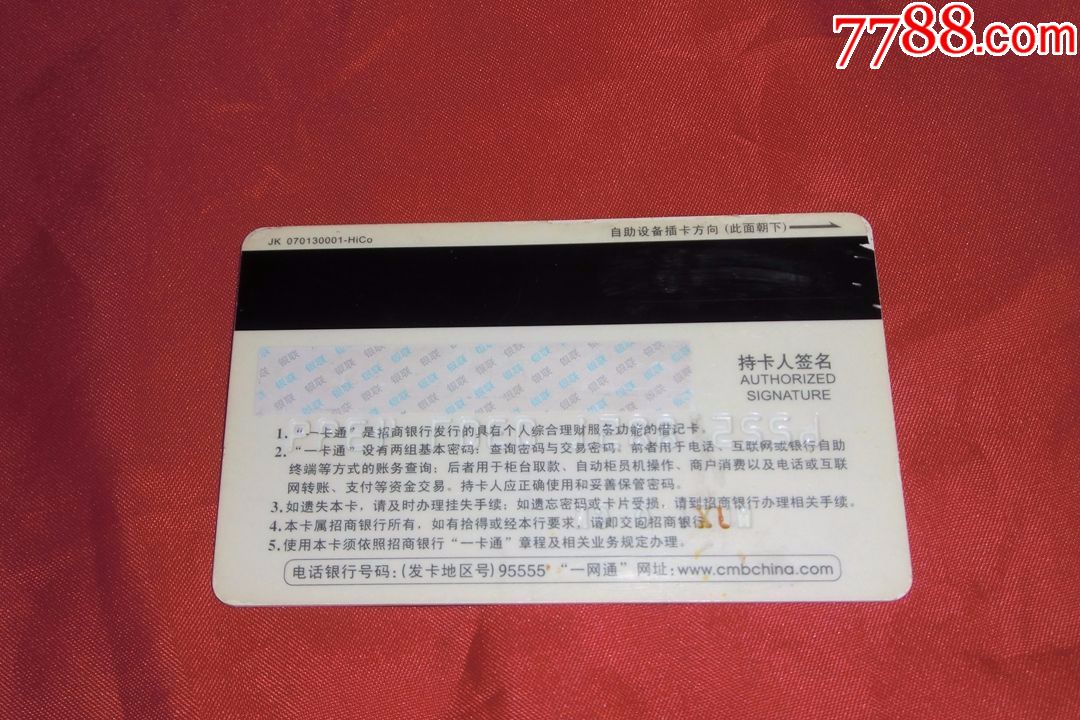 7788.com
JK 070130001-HiCo
自助设备插卡方向 (此面朝下)
银联
持卡人签名
AUTHORIZED
SIGNATURE
1. “一卡通” 是招商银行发行的具有个人综合理财服务功能的借记卡。
2. “一卡通” 设有两组基本密码: 查询密码与交易密码。前者用于电话、互联网或银行自助
终端等方式的账务查询; 后者用于柜台取款、自动柜员机操作、商户消费以及电话或互联
网转账、支付等资金交易。持卡人应正确使用和妥善保管密码。
3. 如遗失本卡, 请及时办理挂失手续; 如遗忘密码或卡片受损, 请到招商银行办理相关手续。
4. 本卡属招商银行所有, 如有拾得或经本行要求, 请即交回招商银行
5. 使用本卡须依照招商银行 “一卡通” 章程及相关业务规定办理。
电话银行号码: (发卡地区号) 95555 “一网通” 网址: www.cmbchina.com